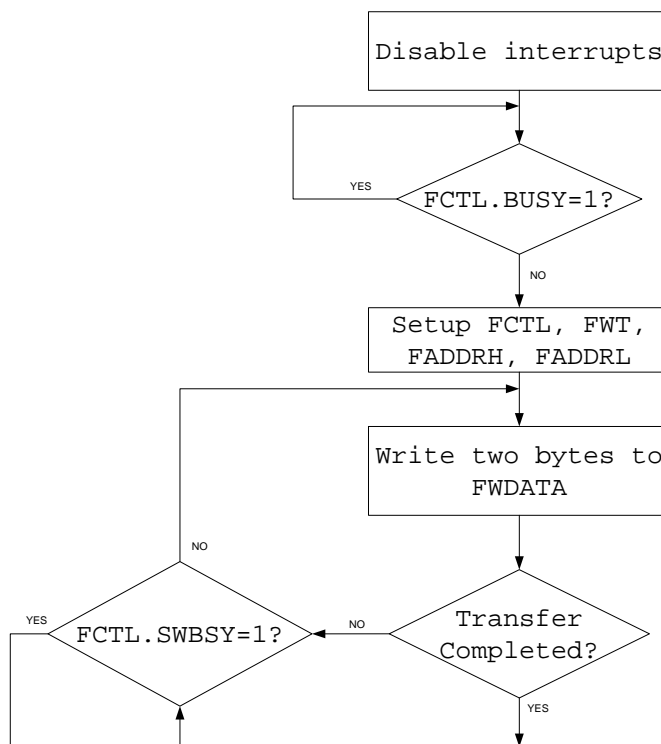 Disable interrupts
YES
FCTL.BUSY=1?
NO
Setup FCTL, FWT,
FADDRH, FADDRL
Write two bytes to
FWDATA
NO
YES
FCTL.SWBSY=1?
NO
Transfer
Completed?
YES